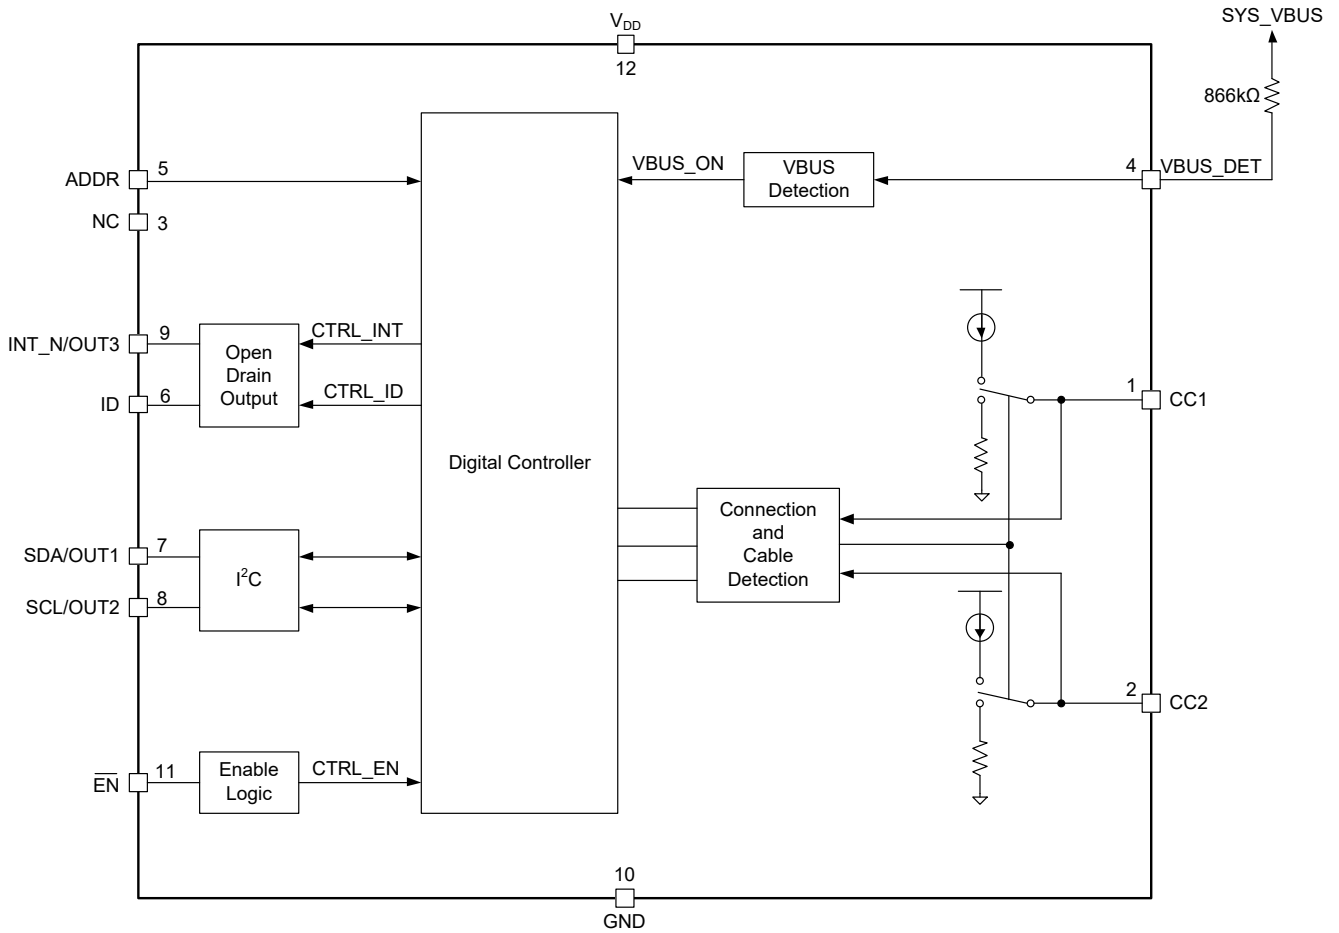 SYS_VBUS
V_DD
12
866kΩ
ADDR
5
VBUS_ON
VBUS
Detection
4
VBUS_DET
NC
3
INT_N/OUT3
9
Open
Drain
Output
CTRL_INT
ID
6
CTRL_ID
1
CC1
Digital Controller
Connection
and
Cable
Detection
SDA/OUT1
7
I²C
SCL/OUT2
8
2
CC2
E̅N̅
11
Enable
Logic
CTRL_EN
10
GND